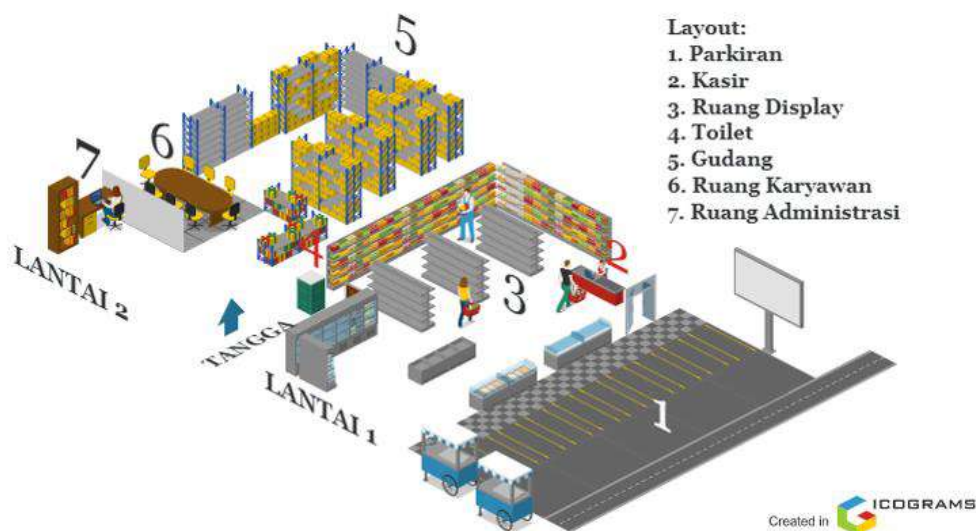 Layout:
1. Parkiran
2. Kasir
3. Ruang Display
4. Toilet
5. Gudang
6. Ruang Karyawan
7. Ruang Administrasi
5
6
7
4
2
3
1
LANTAI 2
TANGGA
LANTAI 1
Created in ICOGRAMS